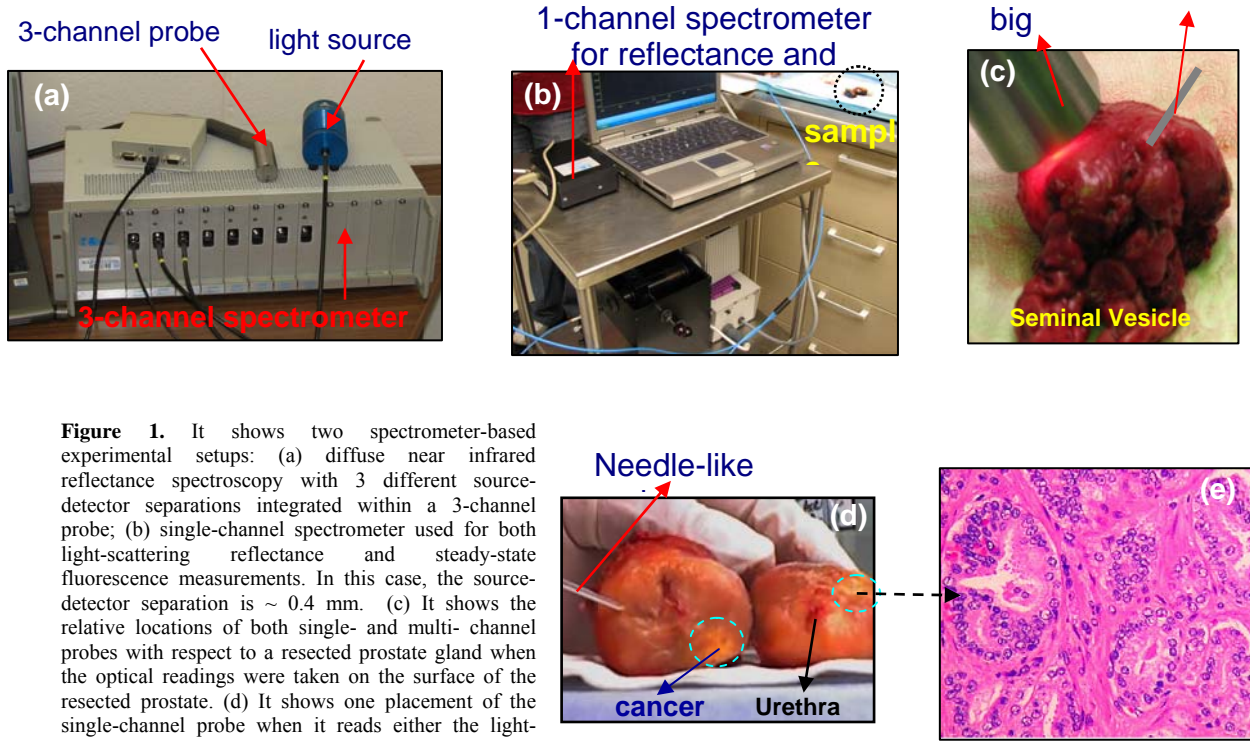 3-channel probe
light source
(a)
3-channel spectrometer
1-channel spectrometer
for reflectance and
(b)
sampl
big
(c)
Seminal Vesicle
Figure 1. It shows two spectrometer-based
experimental setups: (a) diffuse near infrared
reflectance spectroscopy with 3 different source-
detector separations integrated within a 3-channel
probe; (b) single-channel spectrometer used for both
light-scattering reflectance and steady-state
fluorescence measurements. In this case, the source-
detector separation is ~ 0.4 mm. (c) It shows the
relative locations of both single- and multi- channel
probes with respect to a resected prostate gland when
the optical readings were taken on the surface of the
resected prostate. (d) It shows one placement of the
single-channel probe when it reads either the light-
Needle-like
(d)
cancer
Urethra
(e)